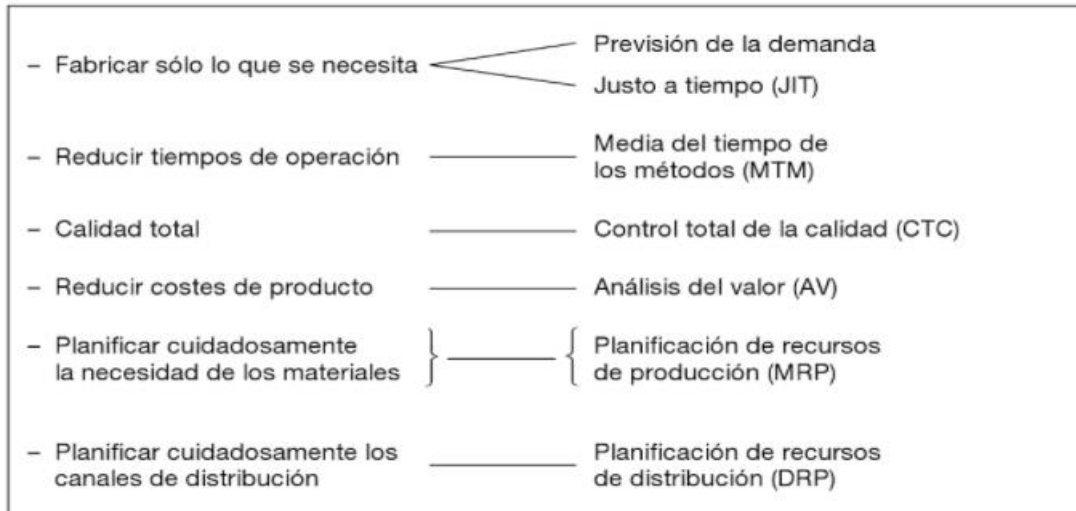 – Fabricar sólo lo que se necesita
Previsión de la demanda
Justo a tiempo (JIT)
– Reducir tiempos de operación
Media del tiempo de
los métodos (MTM)
– Calidad total
Control total de la calidad (CTC)
– Reducir costes de producto
Análisis del valor (AV)
– Planificar cuidadosamente
la necesidad de los materiales
Planificación de recursos
de producción (MRP)
– Planificar cuidadosamente los
canales de distribución
Planificación de recursos
de distribución (DRP)